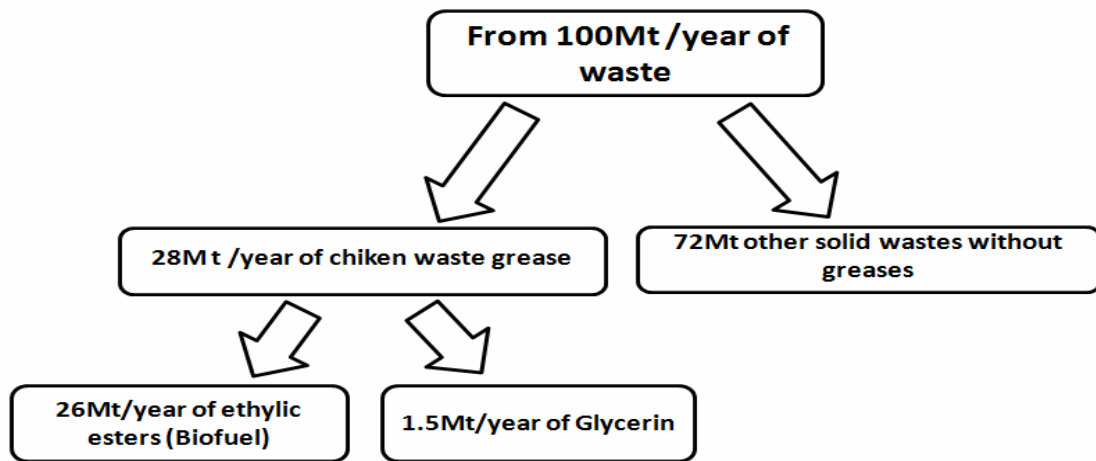 From 100Mt /year of
waste
28M t /year of chiken waste grease
72Mt other solid wastes without
greases
26Mt/year of ethylic
esters (Biofuel)
1.5Mt/year of Glycerin